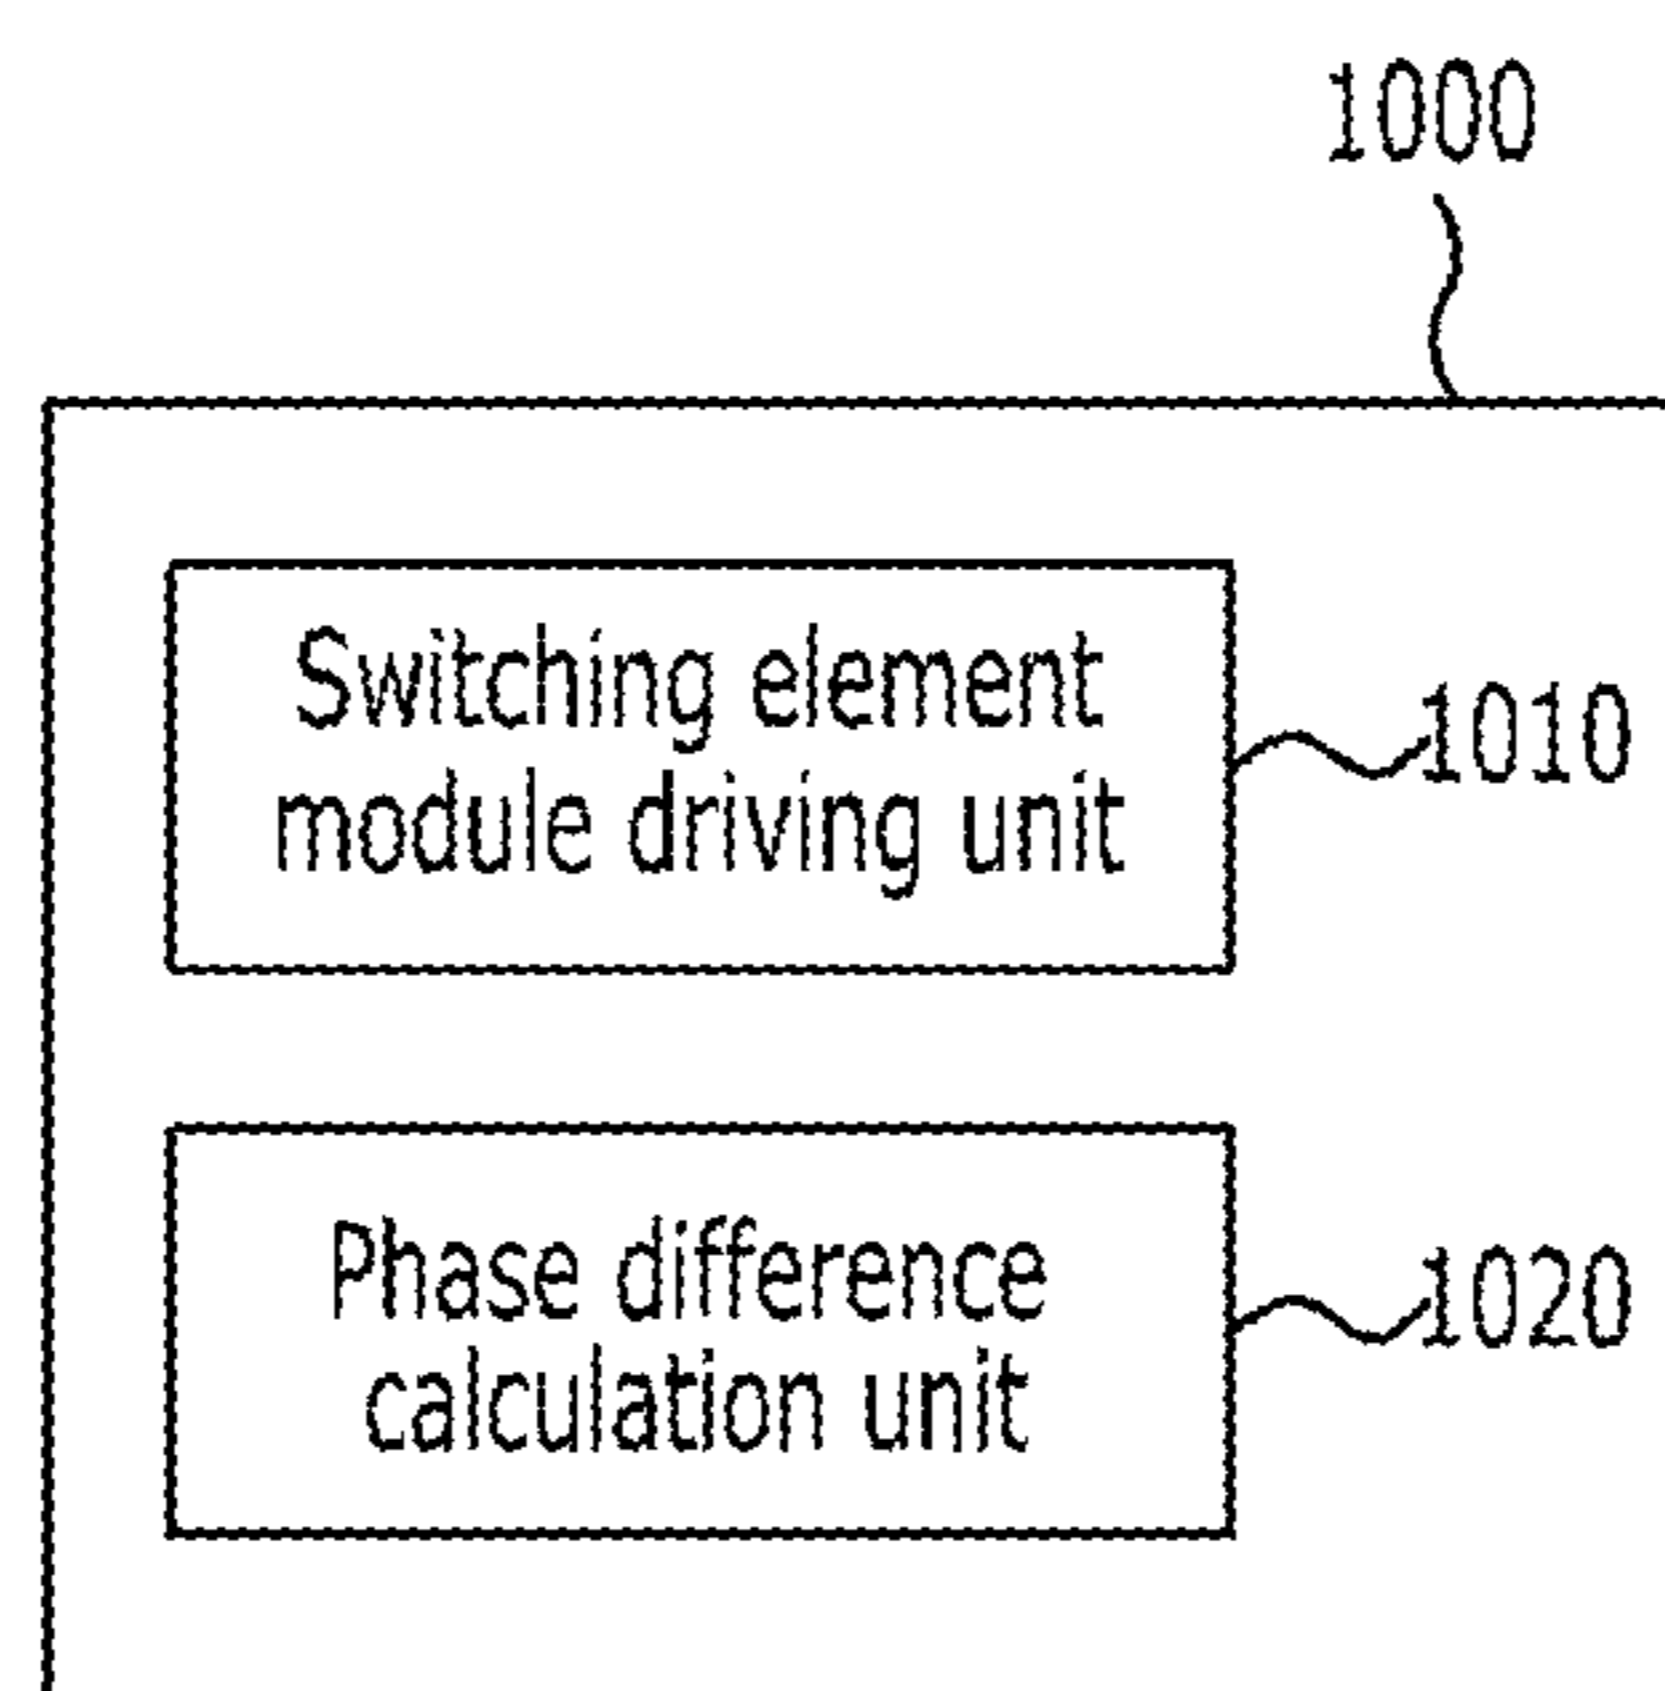 1000
Switching element
module driving unit
1010
Phase difference
calculation unit
1020